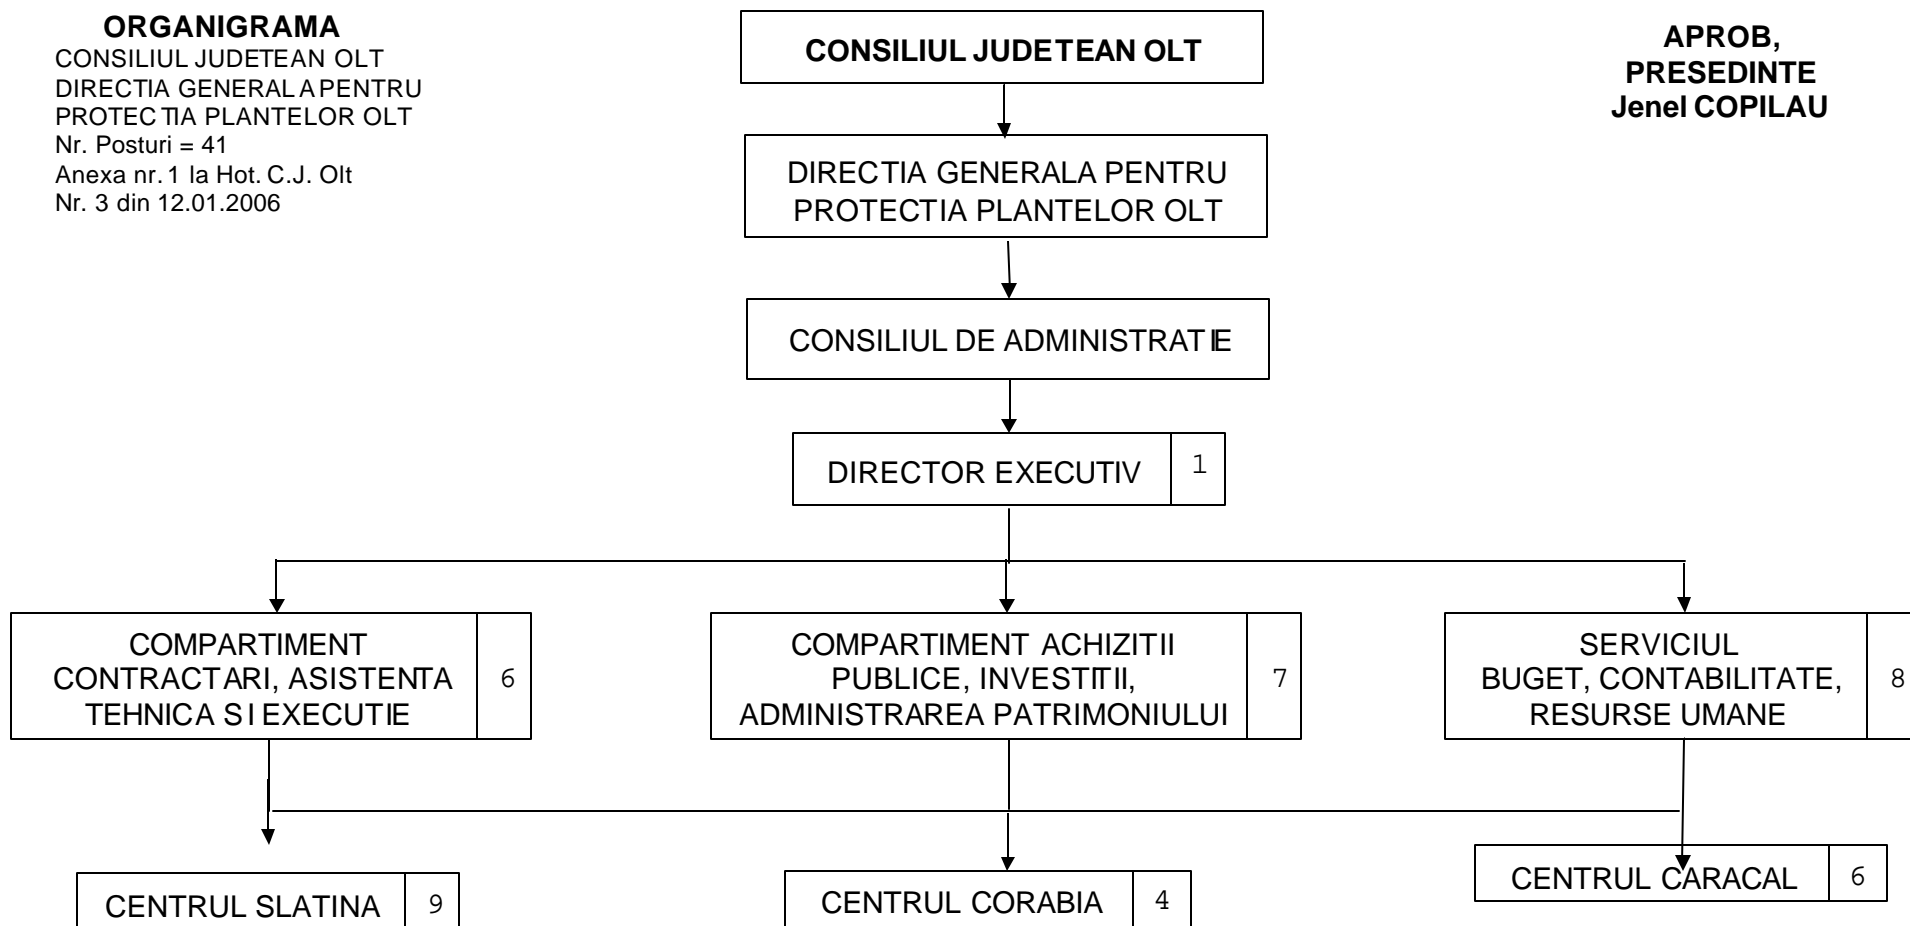 ORGANIGRAMA
CONSILIUL JUDETEAN OLT
DIRECTIA GENERALA PENTRU
PROTECTIA PLANTELOR OLT
Nr. Posturi = 41
Anexa nr.1 la Hot. C.J. Olt
Nr. 3 din 12.01.2006
CONSILIUL JUDETEAN OLT
APROB,
PRESEDINTE
Jenel COPILAU
DIRECTIA GENERALA PENTRU
PROTECTIA PLANTELOR OLT
CONSILIUL DE ADMINISTRATIE
DIRECTOR EXECUTIV 1
COMPARTIMENT
CONTRACTARI, ASISTENTA
TEHNICA SI EXECUTIE
6
COMPARTIMENT ACHIZITII
PUBLICE, INVESTITII,
ADMINISTRAREA PATRIMONIULUI
7
SERVICIUL
BUGET, CONTABILITATE,
RESURSE UMANE
8
CENTRUL SLATINA 9
CENTRUL CORABIA 4
CENTRUL CARACAL 6